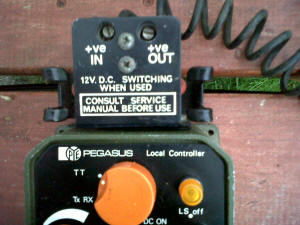 +ve +ve
IN OUT
12V. D.C. SWITCHING
WHEN USED
CONSULT SERVICE
MANUAL BEFORE USE
PYE PEGASUS Local Controller
TT
Tx RX
DC ON
LS off